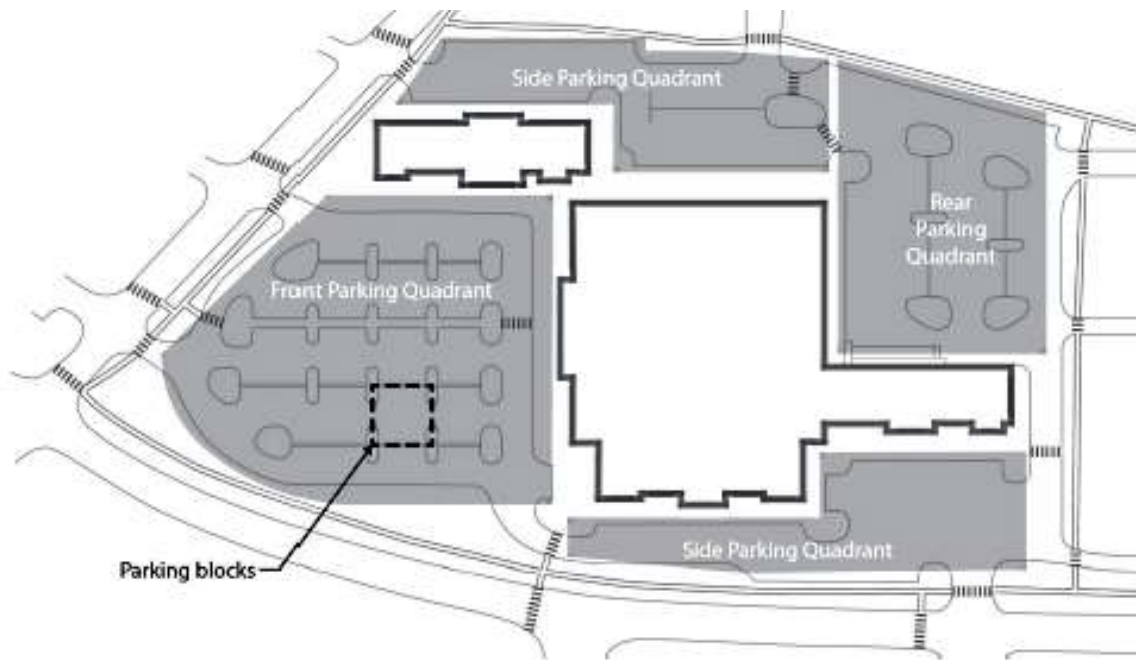 Side Parking Quadrant
Rear
Parking
Quadrant
Front Parking Quadrant
Side Parking Quadrant
Parking blocks